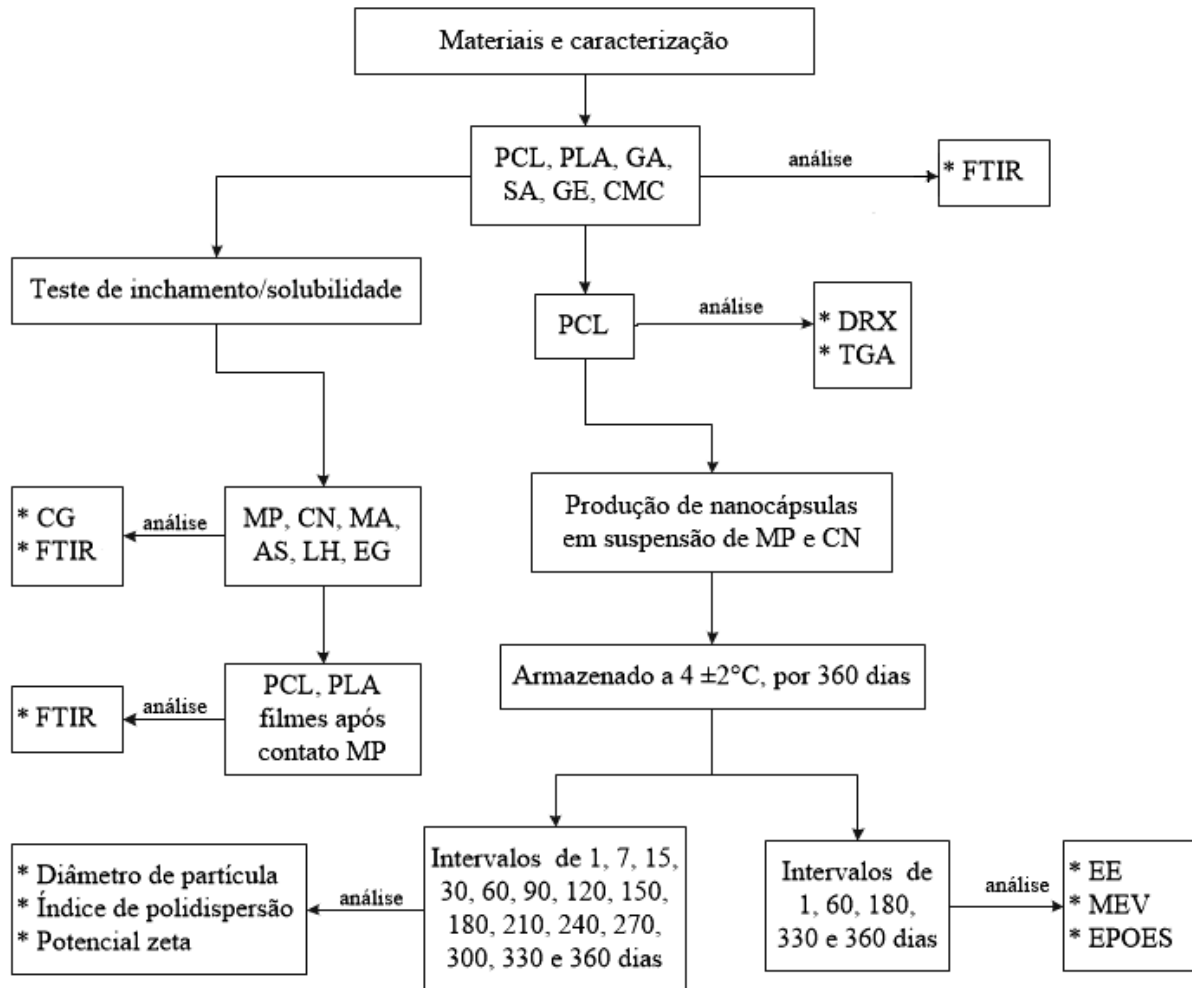 Materiais e caracterização
PCL, PLA, GA,
SA, GE, CMC
análise
* FTIR
Teste de inchamento/solubilidade
PCL
análise
* DRX
* TGA
MP, CN, MA,
AS, LH, EG
análise
* CG
* FTIR
Produção de nanocápsulas
em suspensão de MP e CN
PCL, PLA
filmes após
contato MP
análise
* FTIR
Armazenado a 4 ±2°C, por 360 dias
Intervalos de 1, 7, 15,
30, 60, 90, 120, 150,
180, 210, 240, 270,
300, 330 e 360 dias
análise
* Diâmetro de partícula
* Índice de polidispersão
* Potencial zeta
Intervalos de
1, 60, 180,
330 e 360 dias
análise
* EE
* MEV
* EPOES